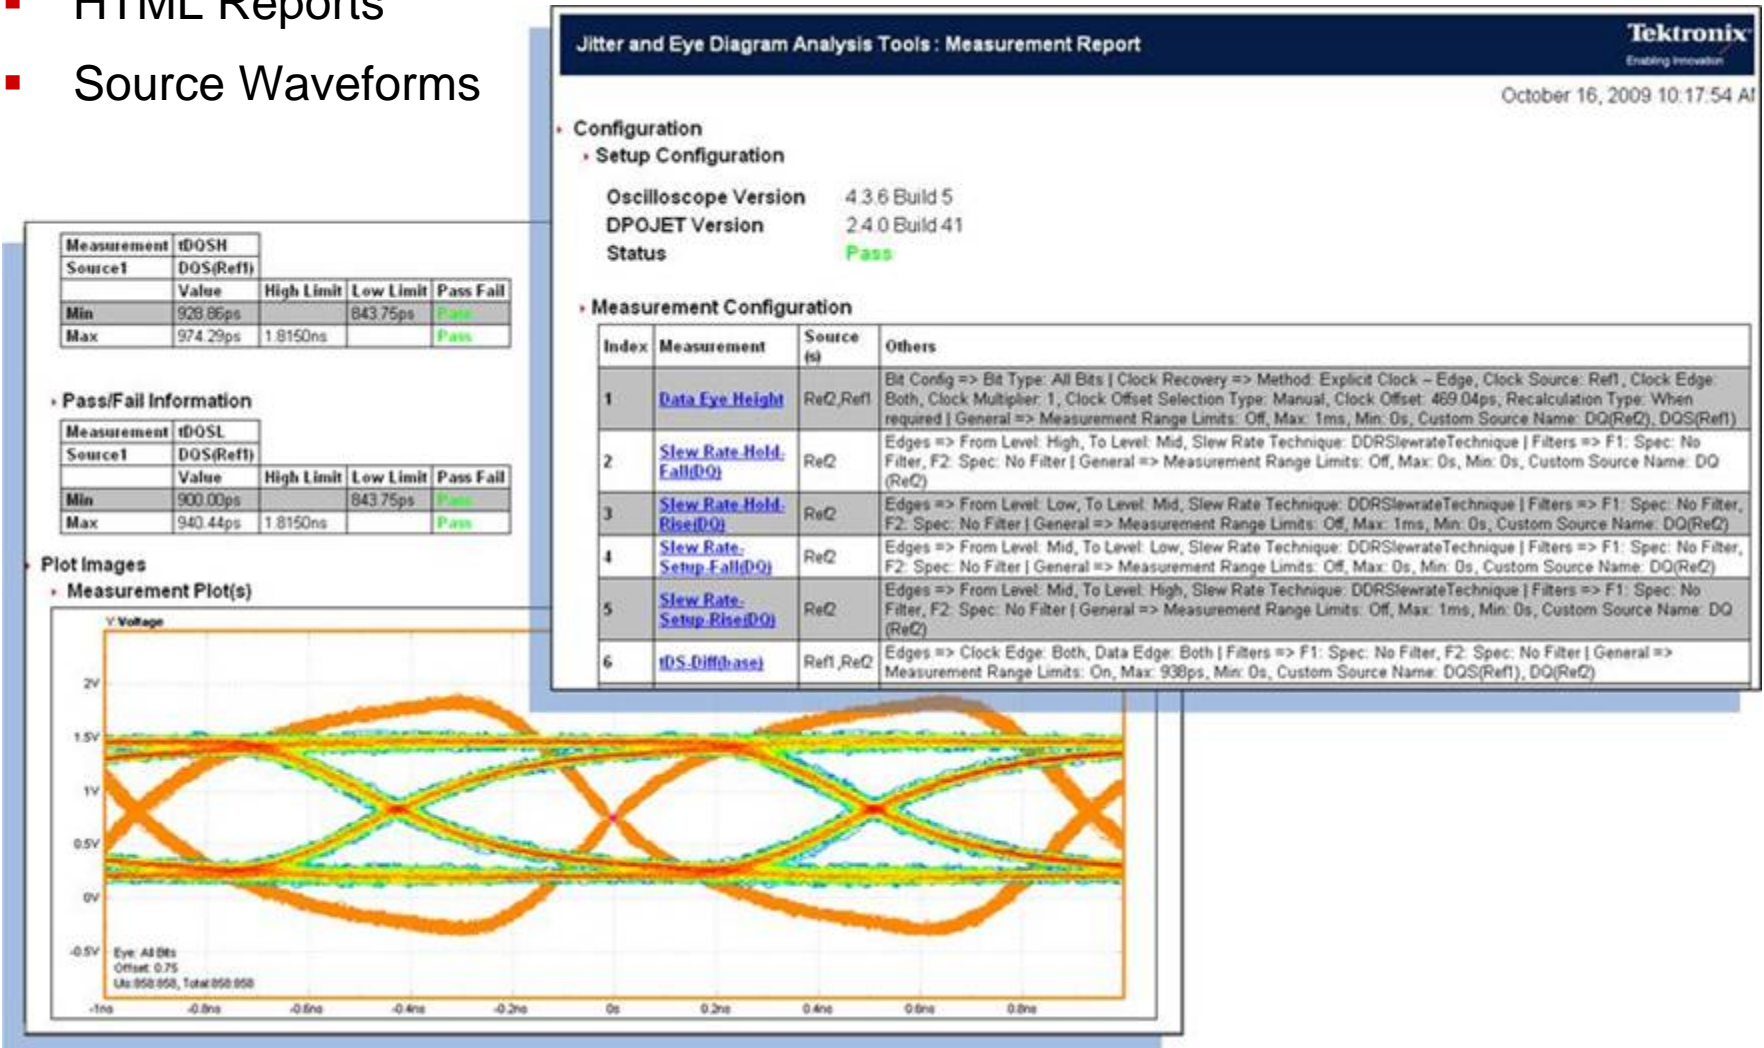 HTML Reports
Source Waveforms
Jitter and Eye Diagram Analysis Tools : Measurement Report
Tektronix
Enabling Innovation
October 16, 2009 10:17:54 AM
Configuration
Setup Configuration
Oscilloscope Version 4.3.6 Build 5
DPOJET Version 2.4.0 Build 41
Status Pass
Measurement Configuration
Index Measurement Source(s) Others
1 Data Eye Height Ref2,Ref1 Bit Config => Bit Type: All Bits | Clock Recovery => Method: Explicit Clock – Edge, Clock Source: Ref1, Clock Edge:
Both, Clock Multiplier: 1, Clock Offset Selection Type: Manual, Clock Offset: 469.04ps, Recalculation Type: When
required | General => Measurement Range Limits: Off, Max: 1ms, Min: 0s, Custom Source Name: DQ(Ref2), DQS(Ref1)
2 Slew Rate-Hold-Fall(DQ) Ref2 Edges => From Level: High, To Level: Mid, Slew Rate Technique: DDRSlewrateTechnique | Filters => F1: Spec: No
Filter, F2: Spec: No Filter | General => Measurement Range Limits: Off, Max: 0s, Min: 0s, Custom Source Name: DQ
(Ref2)
3 Slew Rate-Hold-Rise(DQ) Ref2 Edges => From Level: Low, To Level: Mid, Slew Rate Technique: DDRSlewrateTechnique | Filters => F1: Spec: No Filter,
F2: Spec: No Filter | General => Measurement Range Limits: Off, Max: 1ms, Min: 0s, Custom Source Name: DQ(Ref2)
4 Slew Rate-Setup-Fall(DQ) Ref2 Edges => From Level: Mid, To Level: Low, Slew Rate Technique: DDRSlewrateTechnique | Filters => F1: Spec: No Filter,
F2: Spec: No Filter | General => Measurement Range Limits: Off, Max: 0s, Min: 0s, Custom Source Name: DQ(Ref2)
5 Slew Rate-Setup-Rise(DQ) Ref2 Edges => From Level: Mid, To Level: High, Slew Rate Technique: DDRSlewrateTechnique | Filters => F1: Spec: No
Filter, F2: Spec: No Filter | General => Measurement Range Limits: Off, Max: 1ms, Min: 0s, Custom Source Name: DQ
(Ref2)
6 tDS-Diff(base) Ref1,Ref2 Edges => Clock Edge: Both, Data Edge: Both | Filters => F1: Spec: No Filter, F2: Spec: No Filter | General =>
Measurement Range Limits: On, Max: 938ps, Min: 0s, Custom Source Name: DQS(Ref1), DQ(Ref2)
Measurement tDQSH
Source1 DQS(Ref1)
Value High Limit Low Limit Pass Fail
Min 928.86ps 843.75ps Pass
Max 974.29ps 1.8150ns Pass
Pass/Fail Information
Measurement tDQSL
Source1 DQS(Ref1)
Value High Limit Low Limit Pass Fail
Min 900.00ps 843.75ps Pass
Max 940.44ps 1.8150ns Pass
Plot Images
Measurement Plot(s)
Y: Voltage
2V
1.5V
1V
0.5V
0V
-0.5V
Eye: All Bits
Offset: 0.75
UIs:858:858, Total:858:858
-1ns -0.8ns -0.6ns -0.4ns -0.2ns 0s 0.2ns 0.4ns 0.6ns 0.8ns